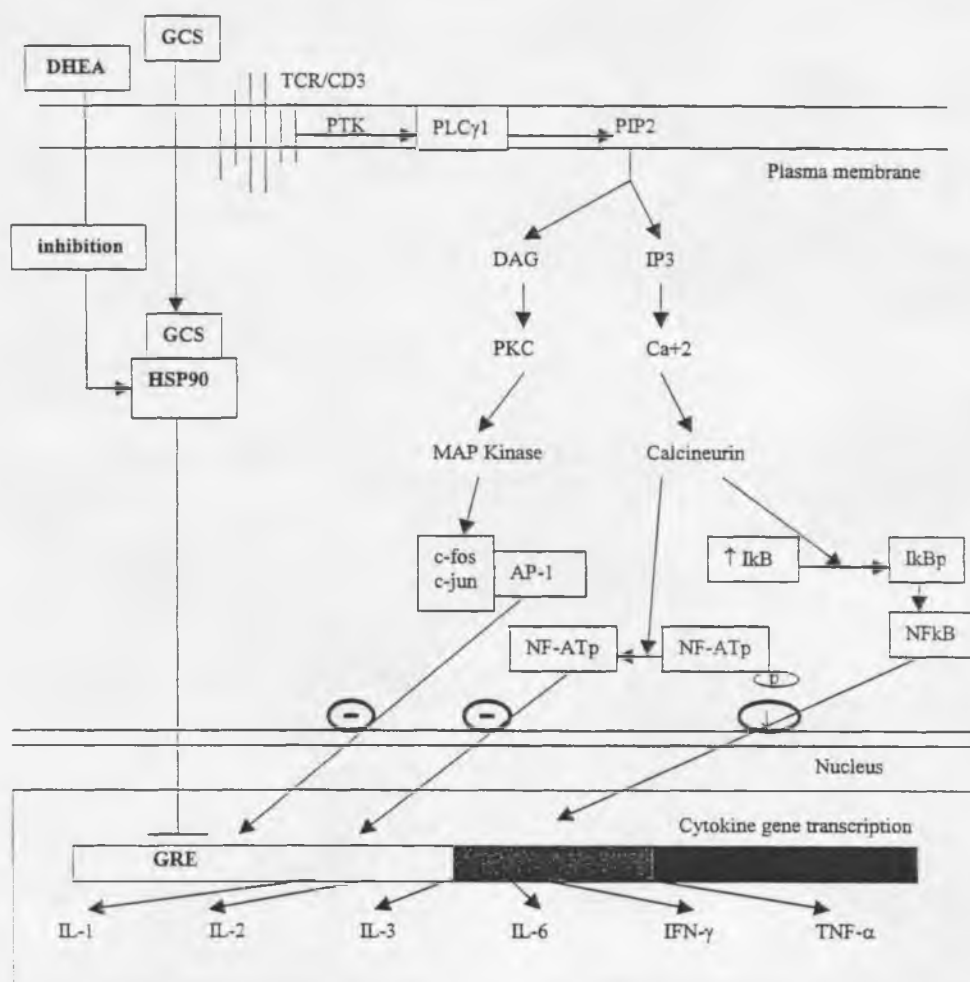 GCS
DHEA
TCR/CD3
PTK
PLCγ1
PIP2
Plasma membrane
inhibition
DAG
IP3
GCS
HSP90
PKC
Ca+2
MAP Kinase
Calcineurin
c-fos
c-jun
AP-1
↑ IkB
IkBp
NF-ATp
NF-ATp
NFkB
p
−
−
Nucleus
Cytokine gene transcription
GRE
IL-1
IL-2
IL-3
IL-6
IFN-γ
TNF-α